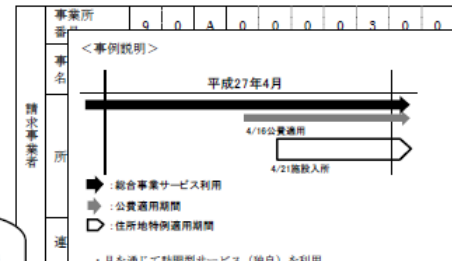 事業所
番号
9 0 A 0 0 0 0 3 0 0
<事例説明>
事
名
平成27年4月
請求事業者
4/16公費適用
所
4/21施設入所
:総合事業サービス利用
:公費適用期間
:住所地特例適用期間
連
・月を通じて訪問型サービス(独自)を利用